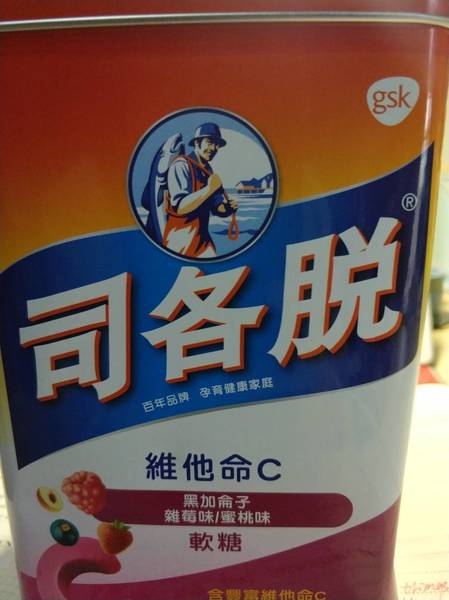 gsk
司各脱®
百年品牌 孕育健康家庭
維他命C
黑加侖子
雜莓味/蜜桃味
軟糖
含豐富維他命C